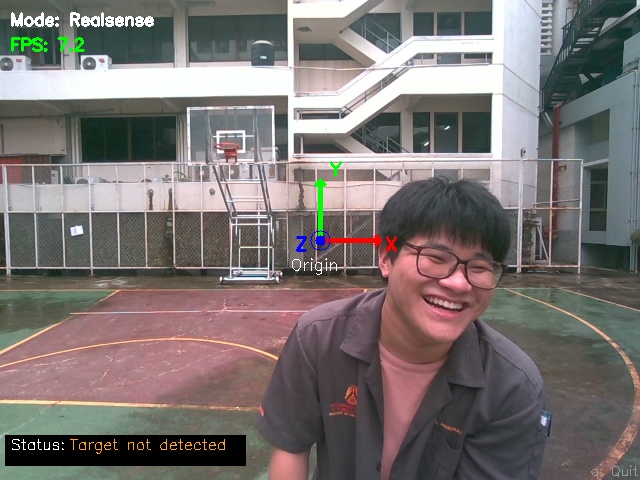 Mode: Realsense
FPS: 7.2
Y
Z
X
Origin
Status: Target not detected
q: Quit